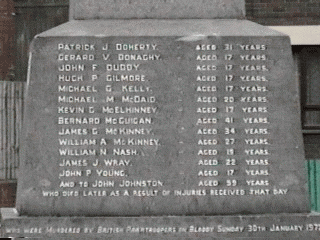 PATRICK J DOHERTY. AGED 31 YEARS.
GERARD V DONAGHY. AGED 17 YEARS.
JOHN F DUDDY. AGED 17 YEARS.
HUGH P GILMORE. AGED 17 YEARS.
MICHAEL G KELLY. AGED 17 YEARS.
MICHAEL M McDAID. AGED 20 YEARS.
KEVIN G McELHINNEY. AGED 17 YEARS.
BERNARD McGUIGAN. AGED 41 YEARS.
JAMES G McKINNEY. AGED 34 YEARS.
WILLIAM A McKINNEY. AGED 27 YEARS.
WILLIAM N NASH. AGED 19 YEARS.
JAMES J WRAY. AGED 22 YEARS.
JOHN P YOUNG. AGED 17 YEARS.
AND TO JOHN JOHNSTON AGED 59 YEARS.
WHO DIED LATER AS A RESULT OF INJURIES RECEIVED THAT DAY
WHO WERE MURDERED BY BRITISH PARATROOPERS ON BLOODY SUNDAY 30TH JANUARY 1972